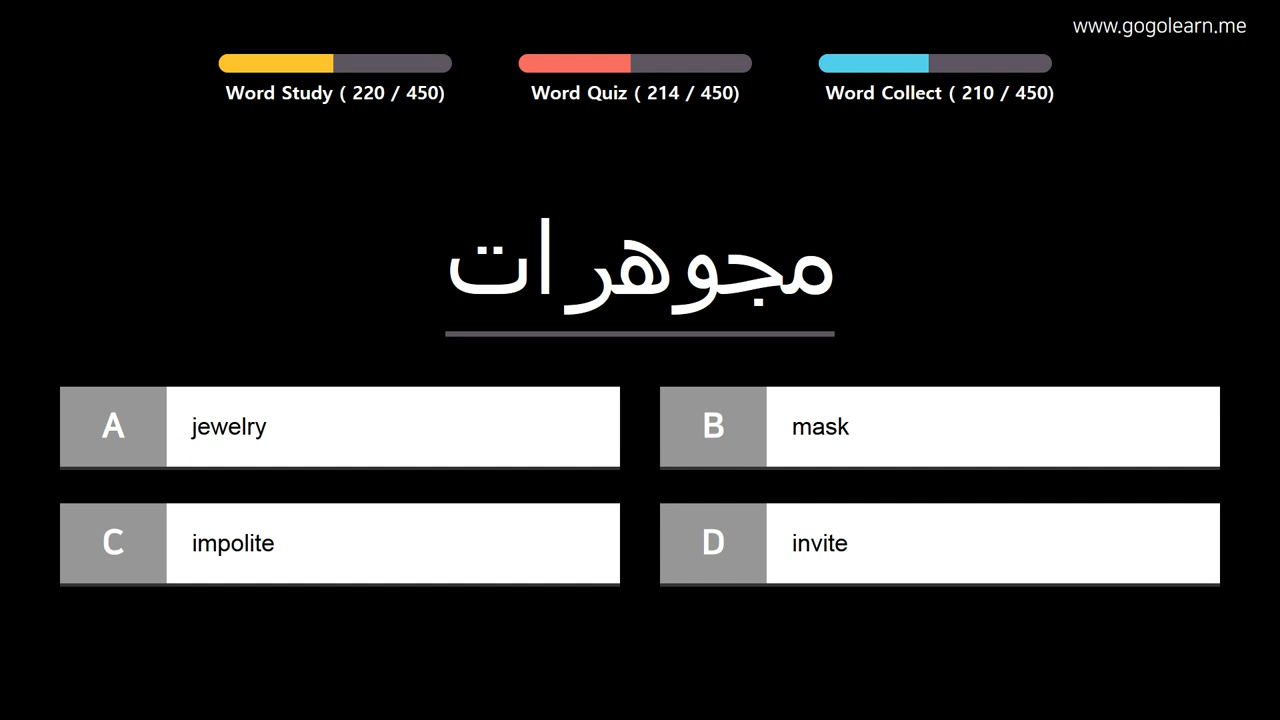 www.gogolearn.me
Word Study ( 220 / 450)
Word Quiz ( 214 / 450)
Word Collect ( 210 / 450)
مجوهرات
A jewelry
B mask
C impolite
D invite